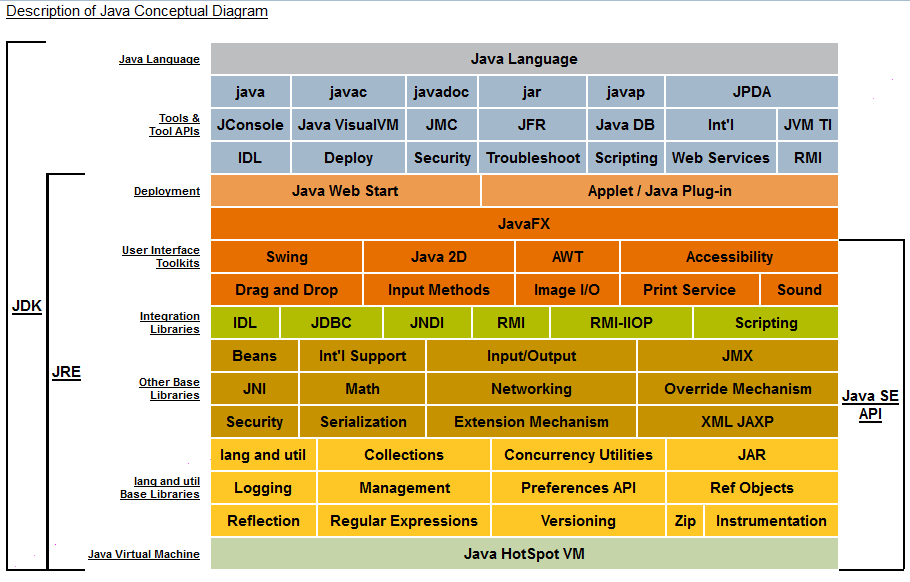 Description of Java Conceptual Diagram
Java Language Java Language
java javac javadoc jar javap JPDA
Tools &
Tool APIs
JConsole Java VisualVM JMC JFR Java DB Int'l JVM TI
IDL Deploy Security Troubleshoot Scripting Web Services RMI
Deployment Java Web Start Applet / Java Plug-in
JavaFX
User Interface
Toolkits
Swing Java 2D AWT Accessibility
Drag and Drop Input Methods Image I/O Print Service Sound
JDK
Integration
Libraries
IDL JDBC JNDI RMI RMI-IIOP Scripting
Beans Int'l Support Input/Output JMX
JRE
Other Base
Libraries
JNI Math Networking Override Mechanism
Java SE
API
Security Serialization Extension Mechanism XML JAXP
lang and util Collections Concurrency Utilities JAR
lang and util
Base Libraries
Logging Management Preferences API Ref Objects
Reflection Regular Expressions Versioning Zip Instrumentation
Java Virtual Machine Java HotSpot VM